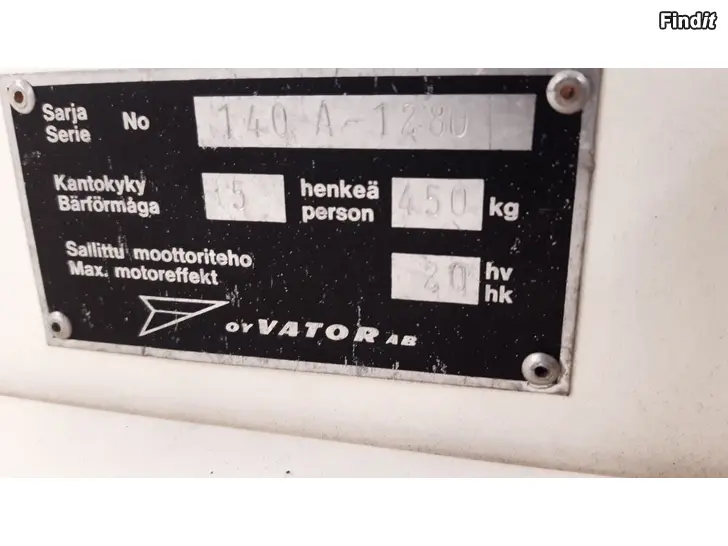 Findit
Sarja
Serie
No 140 A-1280
Kantokyky
Bärförmåga
5
henkeä
person
450 kg
Sallittu moottoriteho
Max. motoreffekt
20
hv
hk
OY VATOR AB